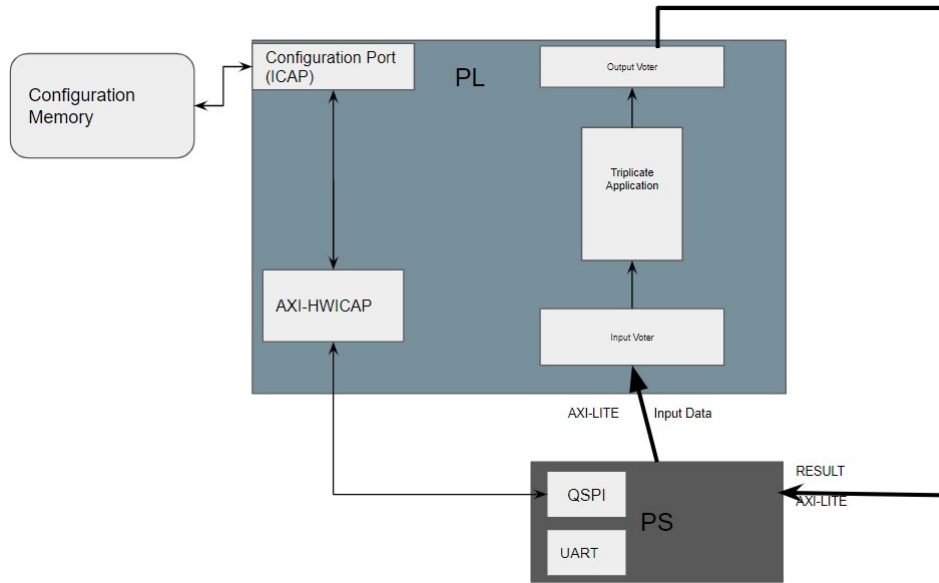 Configuration Port
(ICAP)
PL
Output Voter
Configuration
Memory
Triplicate
Application
AXI-HWICAP
Input Voter
AXI-LITE
Input Data
RESULT
AXI-LITE
QSPI
PS
UART